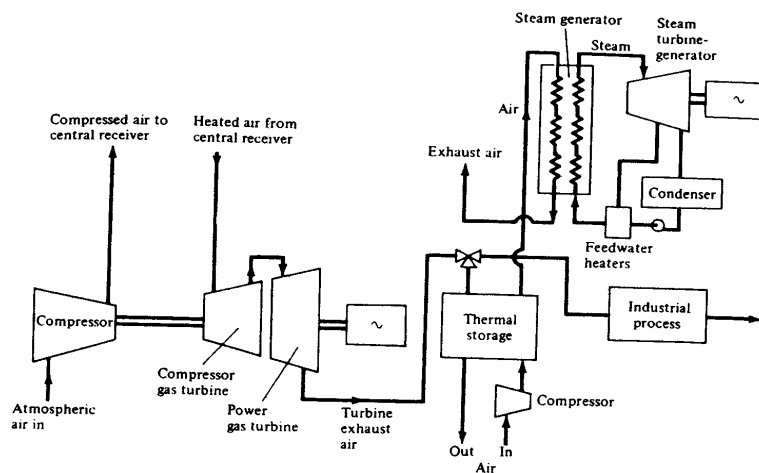 Steam generator
Steam
Steam
turbine-
generator
~
Compressed air to
central receiver
Heated air from
central receiver
Air
Exhaust air
Condenser
Feedwater
heaters
Compressor
~
Thermal
storage
Industrial
process
Compressor
gas turbine
Power
gas turbine
Turbine
exhaust
air
Compressor
Atmospheric
air in
Out
In
Air